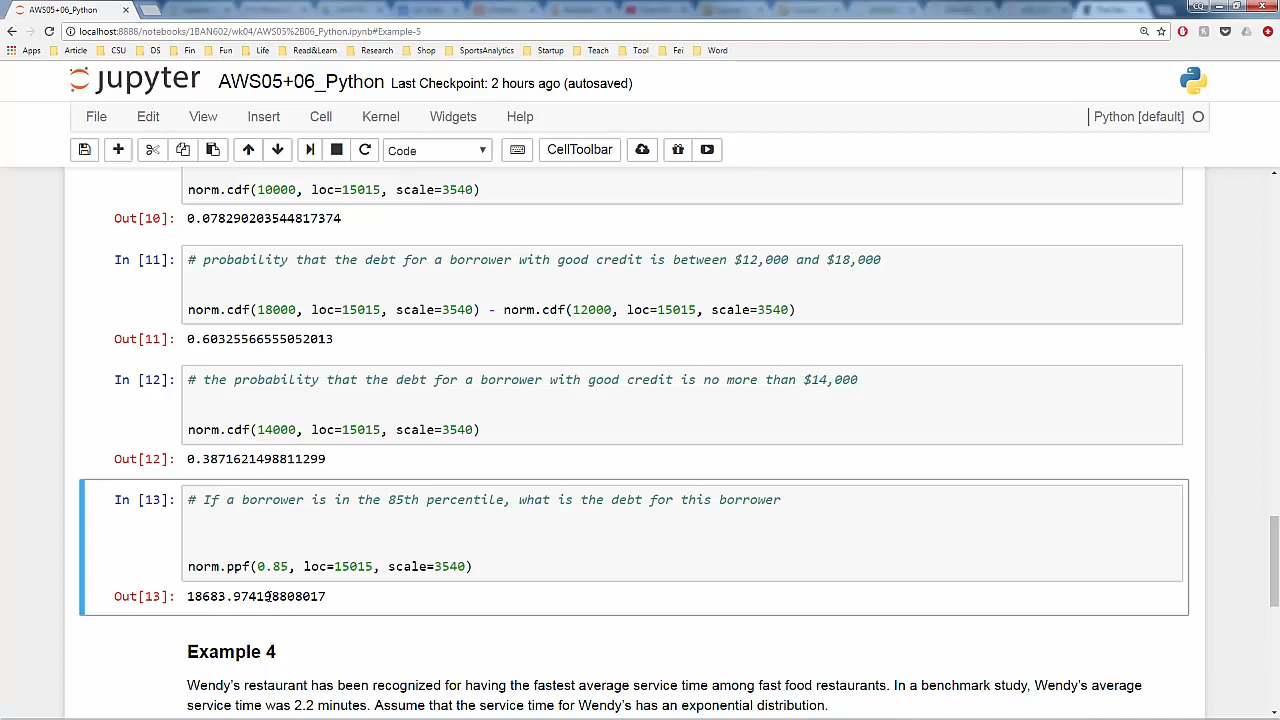 AWS05+06_Python
localhost:8888/notebooks/1BAN602/wk04/AWS05%2B06_Python.ipynb#Example-5
Apps Article CSU DS Fin Fun Life Read&Learn Research Shop SportsAnalytics Startup Teach Tool Fei Word
jupyter AWS05+06_Python Last Checkpoint: 2 hours ago (autosaved)
File Edit View Insert Cell Kernel Widgets Help Python [default]
Code CellToolbar
norm.cdf(10000, loc=15015, scale=3540)
Out[10]: 0.078290203544817374
In [11]: # probability that the debt for a borrower with good credit is between $12,000 and $18,000
norm.cdf(18000, loc=15015, scale=3540) - norm.cdf(12000, loc=15015, scale=3540)
Out[11]: 0.60325566555052013
In [12]: # the probability that the debt for a borrower with good credit is no more than $14,000
norm.cdf(14000, loc=15015, scale=3540)
Out[12]: 0.3871621498811299
In [13]: # If a borrower is in the 85th percentile, what is the debt for this borrower
norm.ppf(0.85, loc=15015, scale=3540)
Out[13]: 18683.974198808017
Example 4
Wendy's restaurant has been recognized for having the fastest average service time among fast food restaurants. In a benchmark study, Wendy's average
service time was 2.2 minutes. Assume that the service time for Wendy's has an exponential distribution.